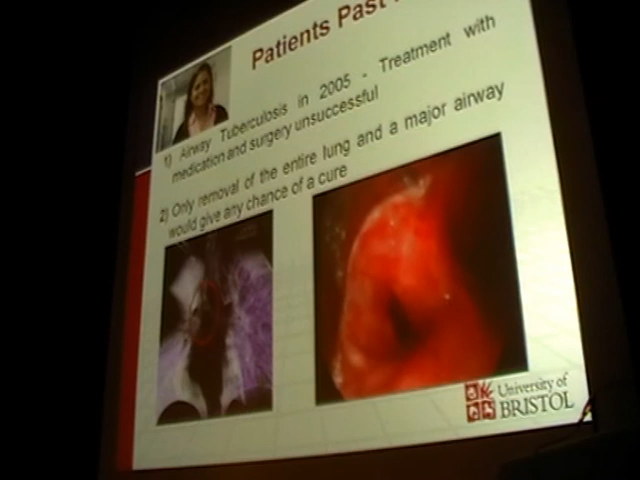 Patients Past
1) Airway Tuberculosis in 2005 - Treatment with
medication and surgery unsuccessful
2) Only removal of the entire lung and a major airway
would give any chance of a cure
University of
BRISTOL